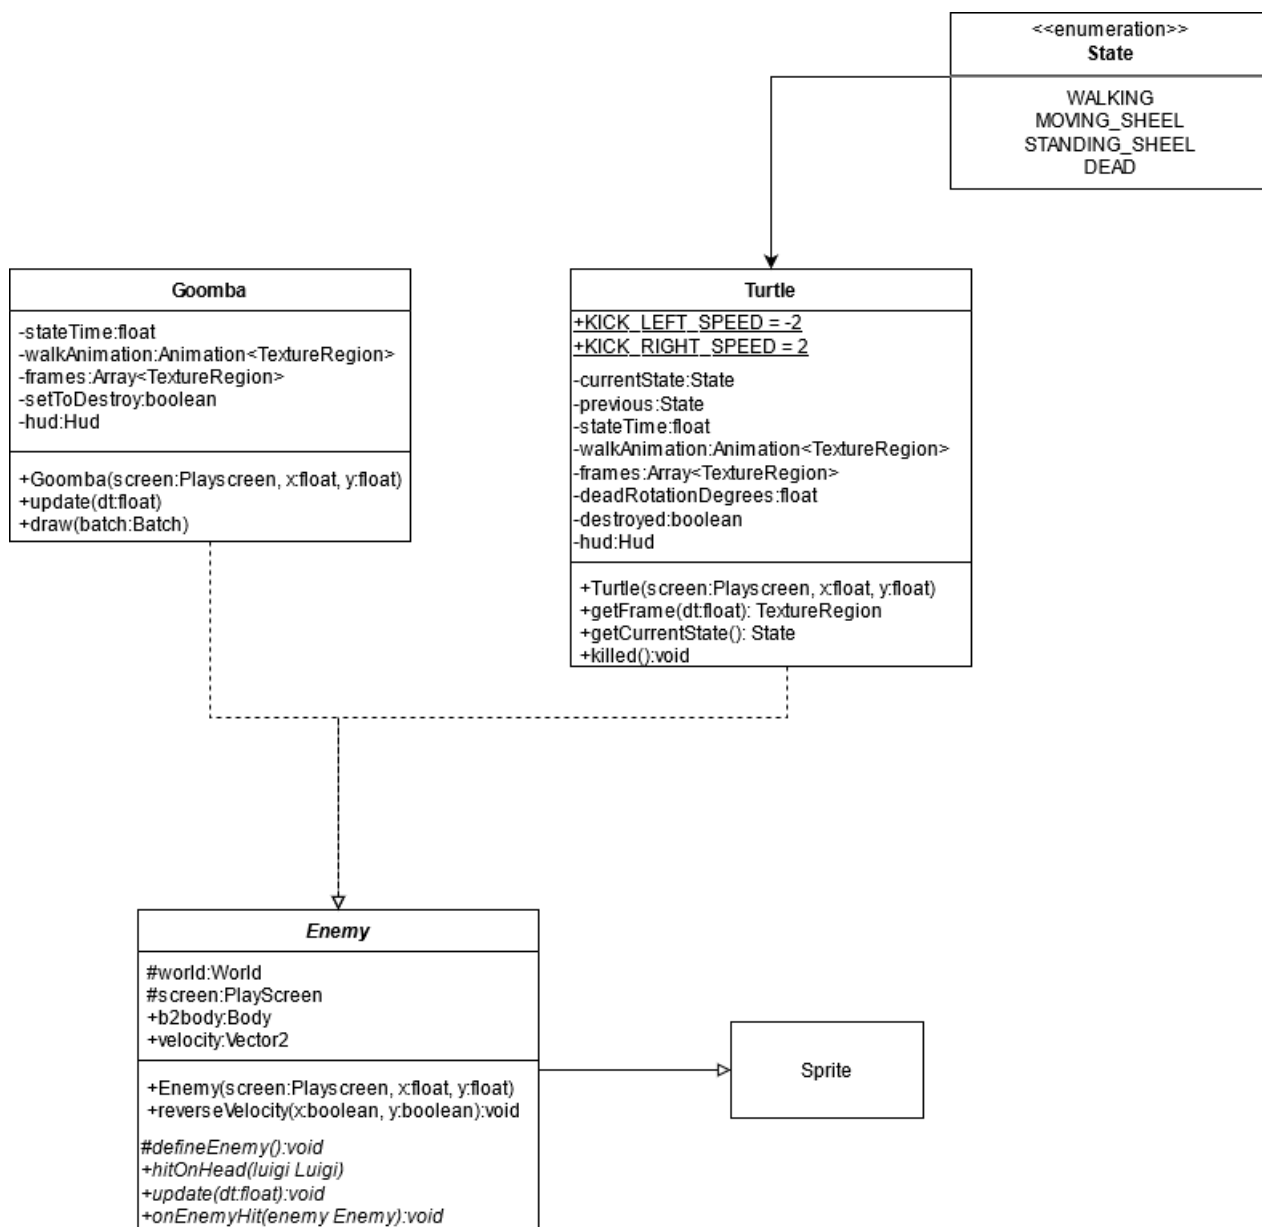 <<enumeration>>
State
WALKING
MOVING_SHEEL
STANDING_SHEEL
DEAD
Goomba
-stateTime:float
-walkAnimation:Animation<TextureRegion>
-frames:Array<TextureRegion>
-setToDestroy:boolean
-hud:Hud
+Goomba(screen:Playscreen, x:float, y:float)
+update(dt:float)
+draw(batch:Batch)
Turtle
+KICK_LEFT_SPEED = -2
+KICK_RIGHT_SPEED = 2
-currentState:State
-previous:State
-stateTime:float
-walkAnimation:Animation<TextureRegion>
-frames:Array<TextureRegion>
-deadRotationDegrees:float
-destroyed:boolean
-hud:Hud
+Turtle(screen:Playscreen, x:float, y:float)
+getFrame(dt:float): TextureRegion
+getCurrentState(): State
+killed():void
Enemy
#world:World
#screen:PlayScreen
+b2body:Body
+velocity:Vector2
+Enemy(screen:Playscreen, x:float, y:float)
+reverseVelocity(x:boolean, y:boolean):void
#defineEnemy():void
+hitOnHead(luigi Luigi)
+update(dt:float):void
+onEnemyHit(enemy Enemy):void
Sprite